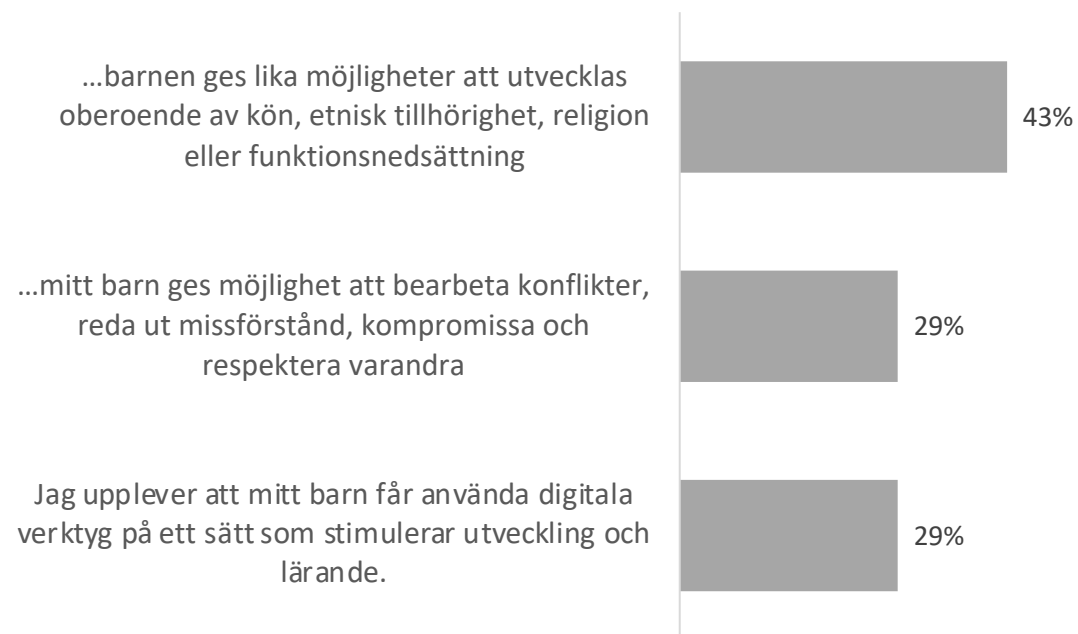 …barnen ges lika möjligheter att utvecklas
oberoende av kön, etnisk tillhörighet, religion
eller funktionsnedsättning
43%
…mitt barn ges möjlighet att bearbeta konflikter,
reda ut missförstånd, kompromissa och
respektera varandra
29%
Jag upplever att mitt barn får använda digitala
verktyg på ett sätt som stimulerar utveckling och
lärande.
29%